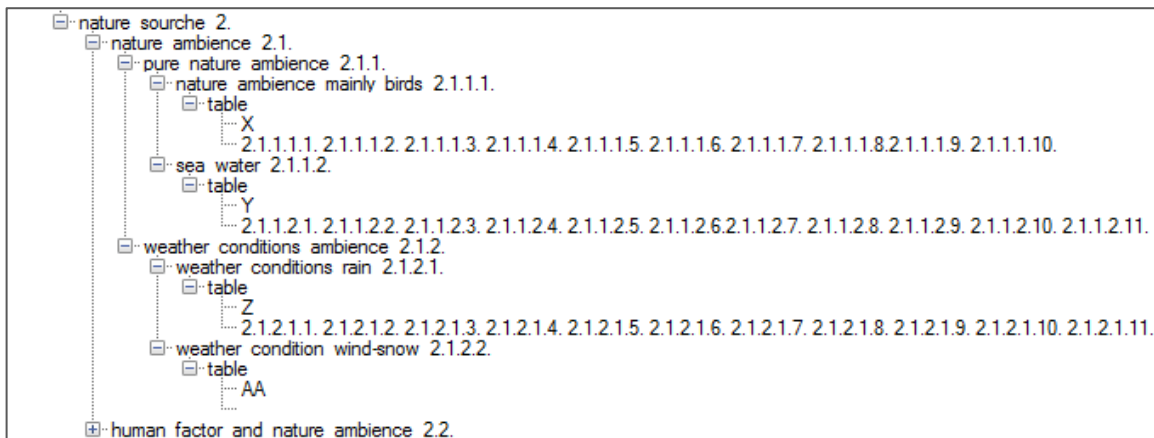 nature sourche 2.
nature ambience 2.1.
pure nature ambience 2.1.1.
nature ambience mainly birds 2.1.1.1.
table
X
2.1.1.1.1. 2.1.1.1.2. 2.1.1.1.3. 2.1.1.1.4. 2.1.1.1.5. 2.1.1.1.6. 2.1.1.1.7. 2.1.1.1.8.2.1.1.1.9. 2.1.1.1.10.
sea water 2.1.1.2.
table
Y
2.1.1.2.1. 2.1.1.2.2. 2.1.1.2.3. 2.1.1.2.4. 2.1.1.2.5. 2.1.1.2.6.2.1.1.2.7. 2.1.1.2.8. 2.1.1.2.9. 2.1.1.2.10. 2.1.1.2.11.
weather conditions ambience 2.1.2.
weather conditions rain 2.1.2.1.
table
Z
2.1.2.1.1. 2.1.2.1.2. 2.1.2.1.3. 2.1.2.1.4. 2.1.2.1.5. 2.1.2.1.6. 2.1.2.1.7. 2.1.2.1.8. 2.1.2.1.9. 2.1.2.1.10. 2.1.2.1.11.
weather condition wind-snow 2.1.2.2.
table
AA
human factor and nature ambience 2.2.